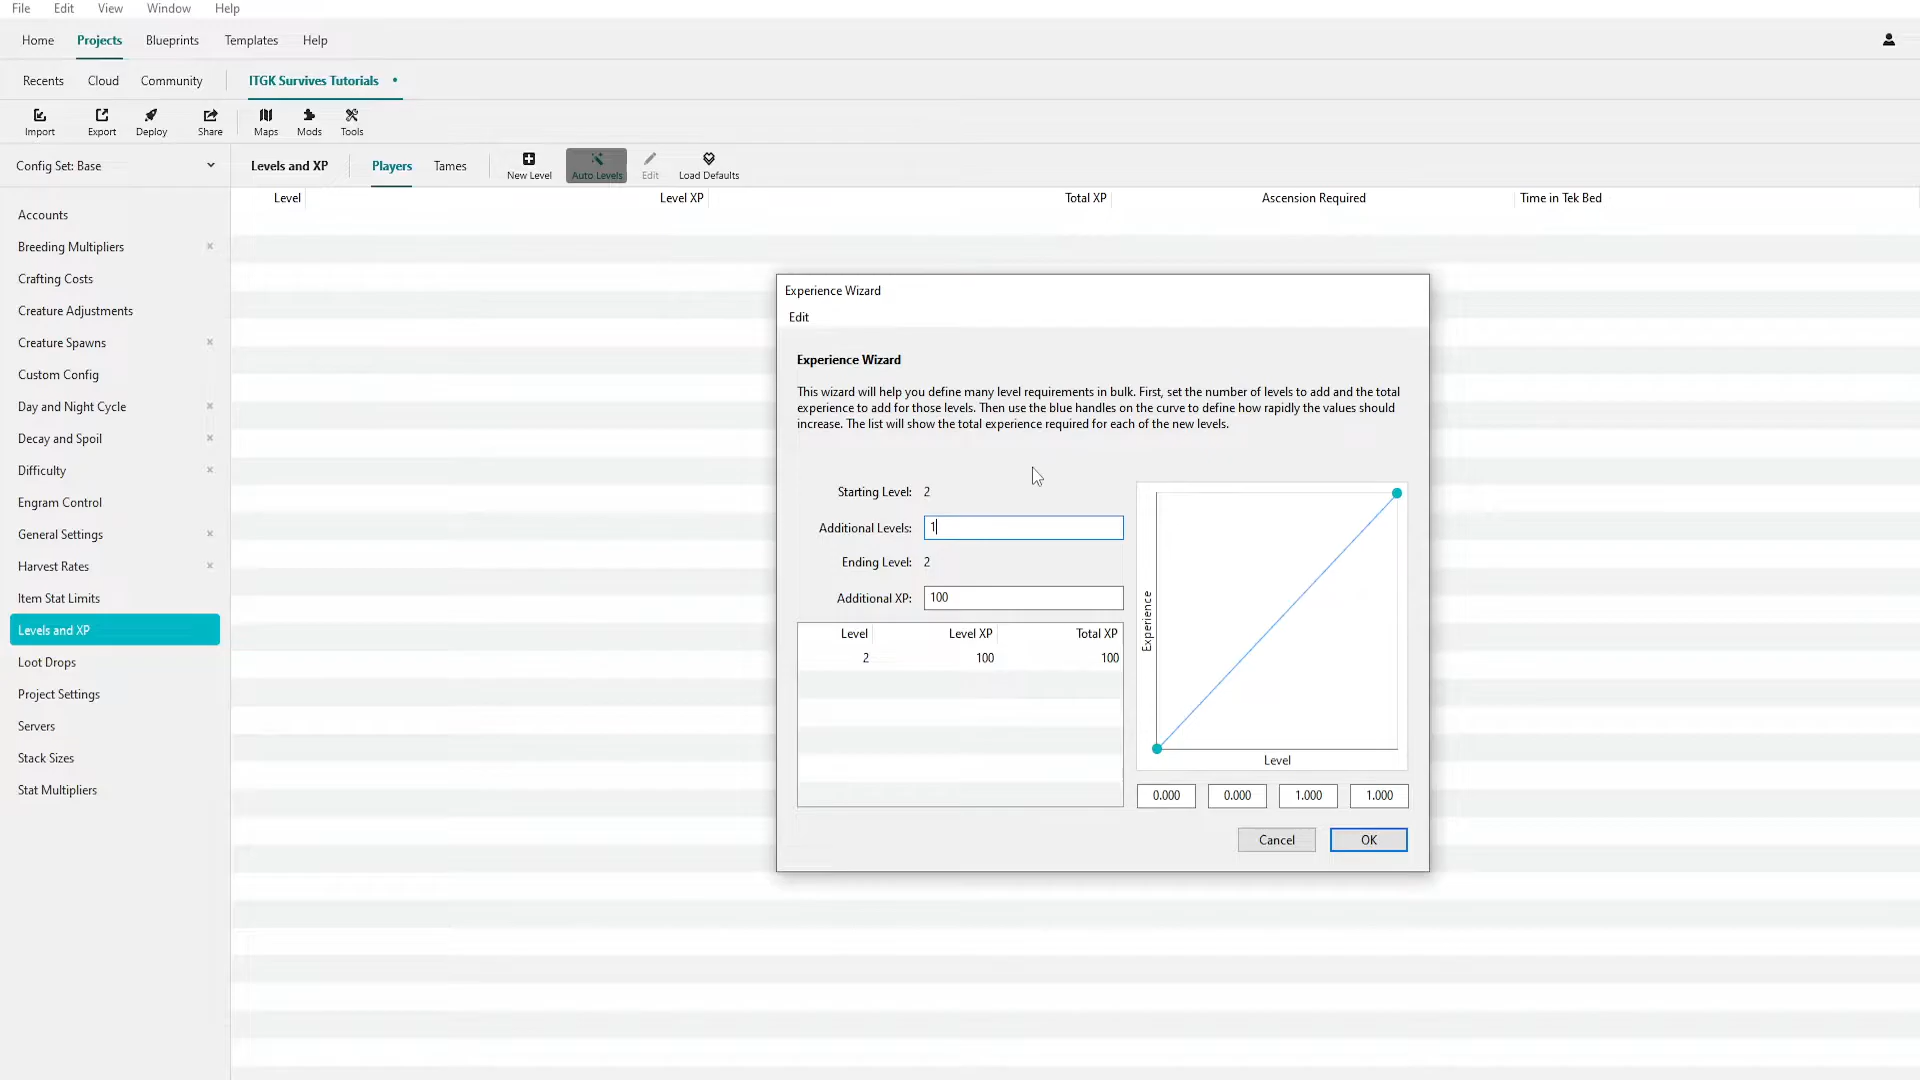 File Edit View Window Help
Home Projects Blueprints Templates Help
Recents Cloud Community ITGK Survives Tutorials •
Import Export Deploy Share Maps Mods Tools
Config Set: Base Levels and XP Players Tames New Level Auto Levels Edit Load Defaults
Level Level XP Total XP Ascension Required Time in Tek Bed
Accounts
Breeding Multipliers
Crafting Costs
Creature Adjustments
Creature Spawns
Custom Config
Day and Night Cycle
Decay and Spoil
Difficulty
Engram Control
General Settings
Harvest Rates
Item Stat Limits
Levels and XP
Loot Drops
Project Settings
Servers
Stack Sizes
Stat Multipliers
Experience Wizard
Edit
Experience Wizard
This wizard will help you define many level requirements in bulk. First, set the number of levels to add and the total
experience to add for those levels. Then use the blue handles on the curve to define how rapidly the values should
increase. The list will show the total experience required for each of the new levels.
Starting Level: 2
Additional Levels: 1
Ending Level: 2
Additional XP: 100
Level Level XP Total XP
2 100 100
Experience
Level
0.000 0.000 1.000 1.000
Cancel OK